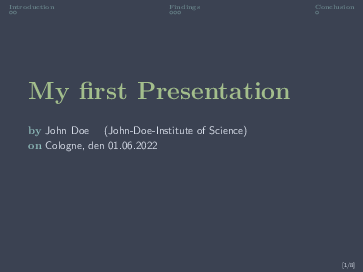 Introduction Findings Conclusion
My first Presentation
by John Doe (John-Doe-Institute of Science)
on Cologne, den 01.06.2022
[1/8]